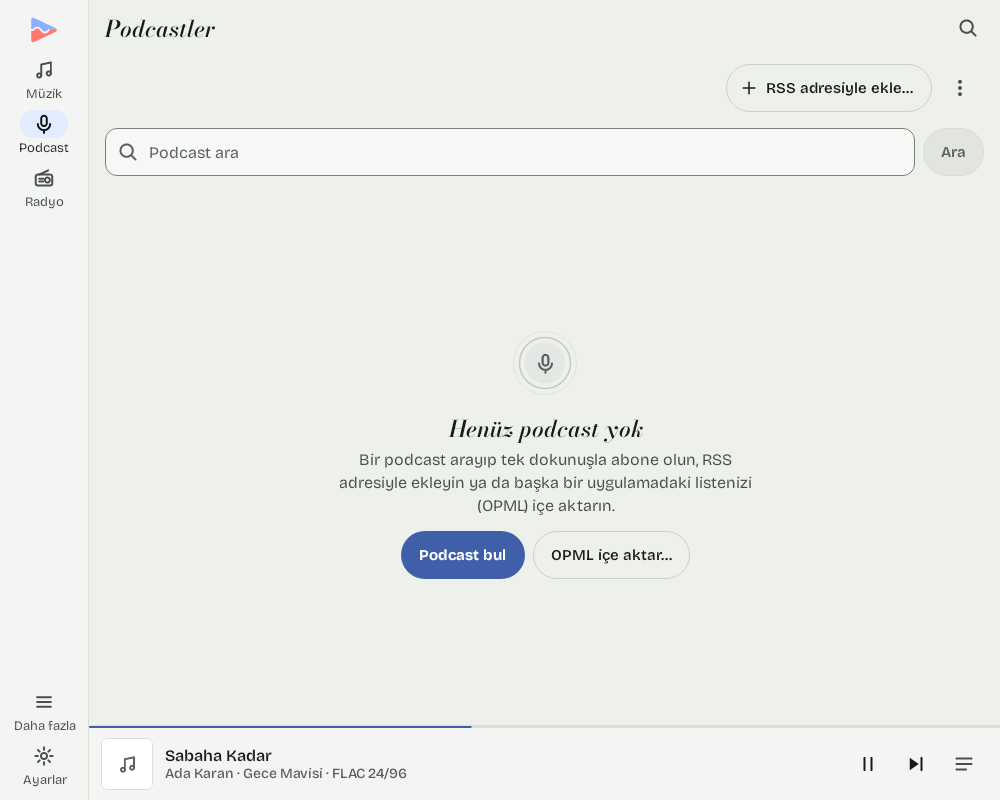 Podcastler
Müzik
Podcast
Radyo
RSS adresiyle ekle...
Podcast ara
Ara
Henüz podcast yok
Bir podcast arayıp tek dokunuşla abone olun, RSS
adresiyle ekleyin ya da başka bir uygulamadaki listenizi
(OPML) içe aktarın.
Podcast bul
OPML içe aktar...
Daha fazla
Ayarlar
Sabaha Kadar
Ada Karan · Gece Mavisi · FLAC 24/96